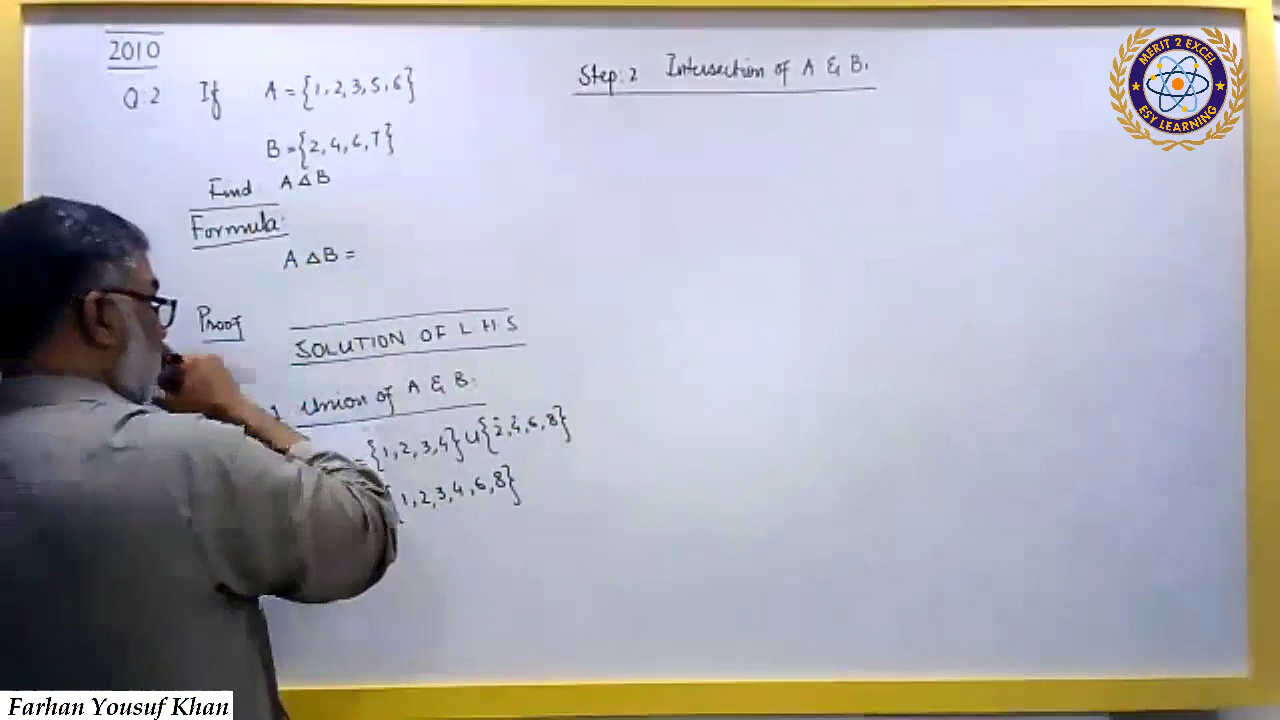 2010
Q:2 If A = {1, 2, 3, 5, 6}
B = {2, 4, 6, 7}
Find A Δ B
Formula:
A Δ B =
Proof
SOLUTION OF L H S
Union of A & B.
= {1, 2, 3, 4} ∪ {2, 4, 6, 8}
{1, 2, 3, 4, 6, 8}
Step: 2 Intersection of A & B.
MERIT 2 EXCEL
ESY LEARNING
Farhan Yousuf Khan